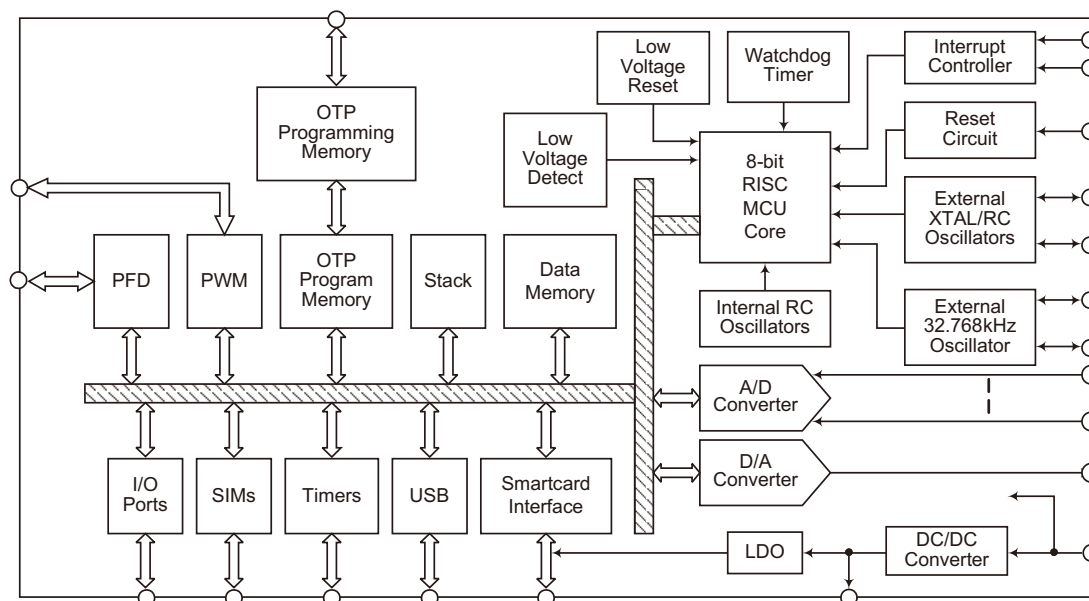 Low
Voltage
Reset
Watchdog
Timer
Interrupt
Controller
OTP
Programming
Memory
Low
Voltage
Detect
8-bit
RISC
MCU
Core
Reset
Circuit
External
XTAL/RC
Oscillators
PFD
PWM
OTP
Program
Memory
Stack
Data
Memory
Internal RC
Oscillators
External
32.768kHz
Oscillator
A/D
Converter
D/A
Converter
I/O
Ports
SIMs
Timers
USB
Smartcard
Interface
LDO
DC/DC
Converter